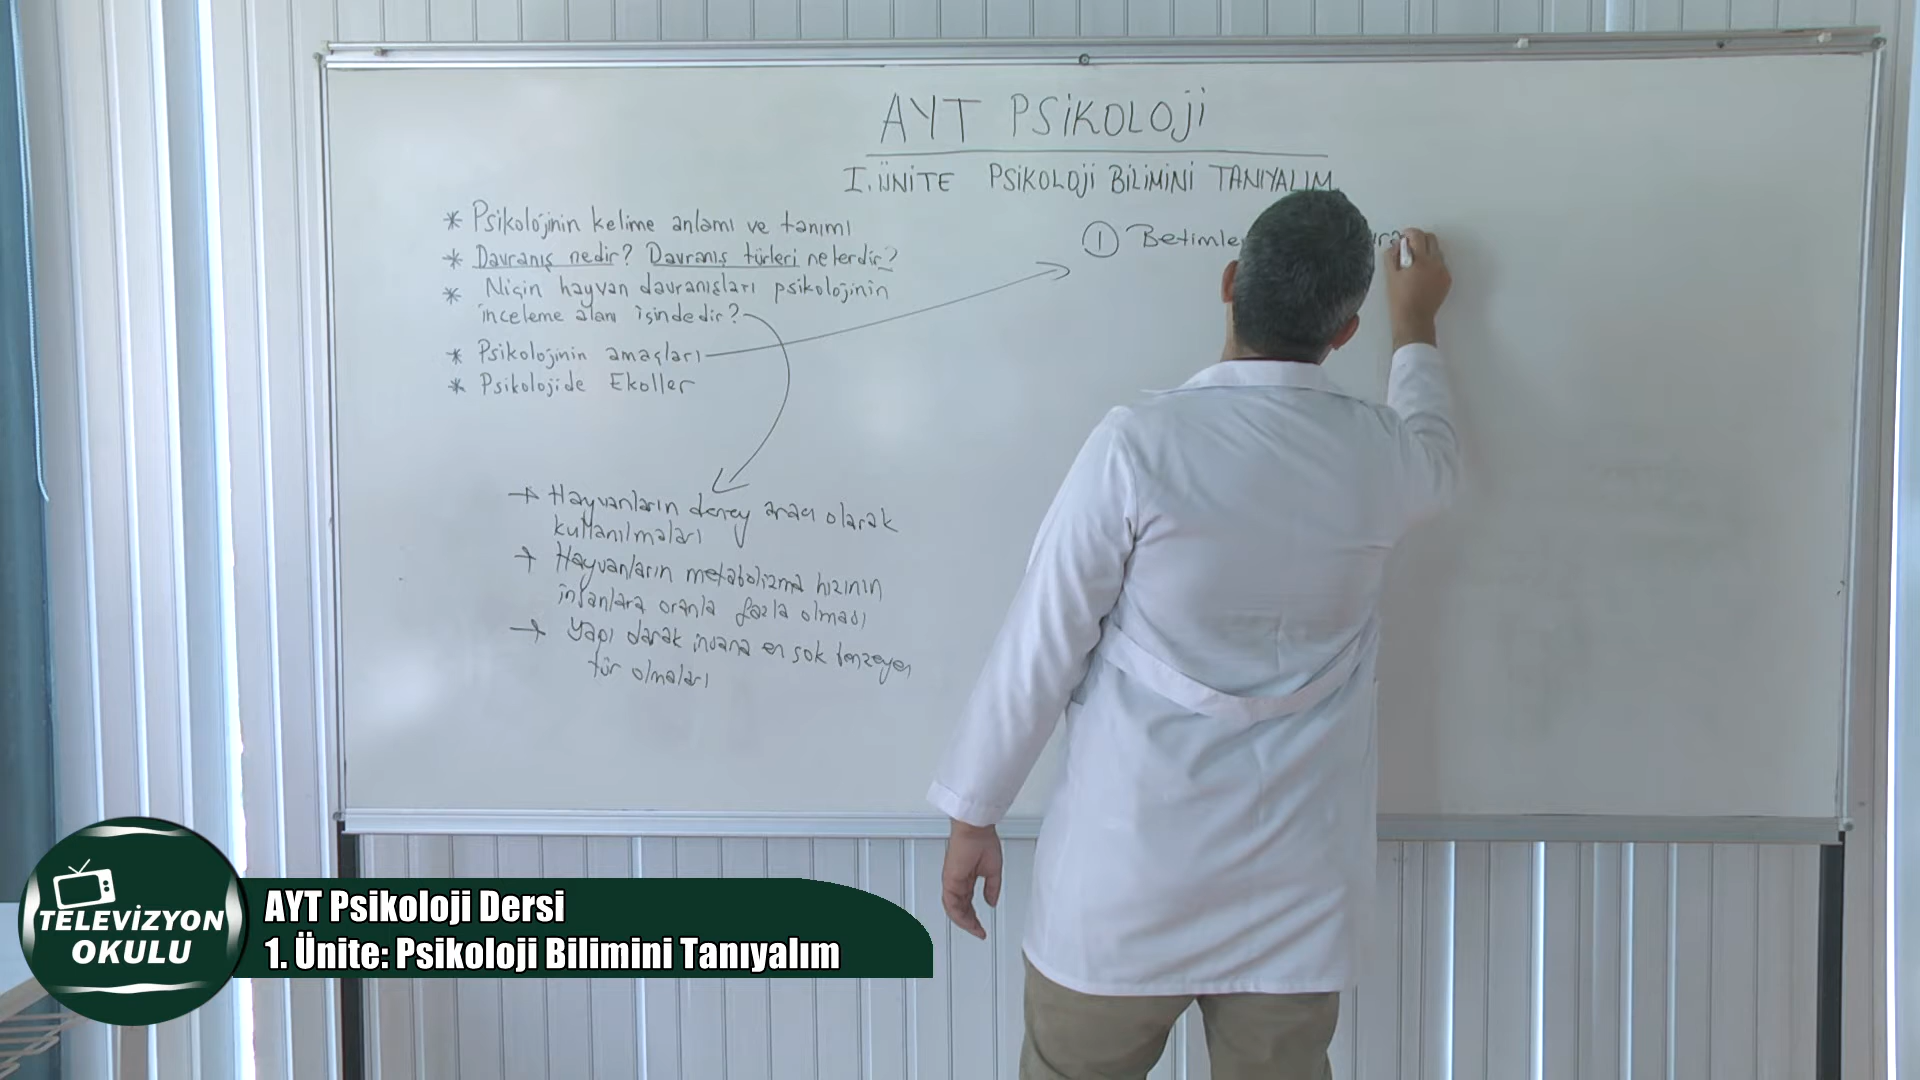 AYT PSİKOLOJİ
I. ÜNİTE PSİKOLOJİ BİLİMİNİ TANIYALIM
* Psikolojinin kelime anlamı ve tanımı
* Davranış nedir? Davranış türleri nelerdir?
* Niçin hayvan davranışları psikolojinin
inceleme alanı içindedir?
* Psikolojinin amaçları
* Psikolojide Ekoller
→ Hayvanların deney aracı olarak
kullanılmaları
→ Hayvanların metabolizma hızının
insanlara oranla fazla olması
→ Yapı olarak insana en çok benzeyen
tür olmaları
① Betimle
TELEVİZYON
OKULU
AYT Psikoloji Dersi
1. Ünite: Psikoloji Bilimini Tanıyalım